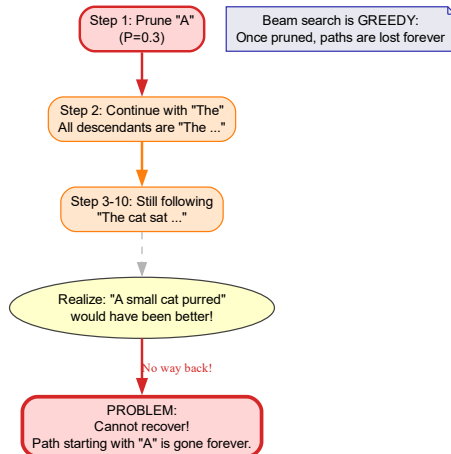 Step 1: Prune "A"
(P=0.3)
Beam search is GREEDY:
Once pruned, paths are lost forever
Step 2: Continue with "The"
All descendants are "The ..."
Step 3-10: Still following
"The cat sat ..."
Realize: "A small cat purred"
would have been better!
No way back!
PROBLEM:
Cannot recover!
Path starting with "A" is gone forever.